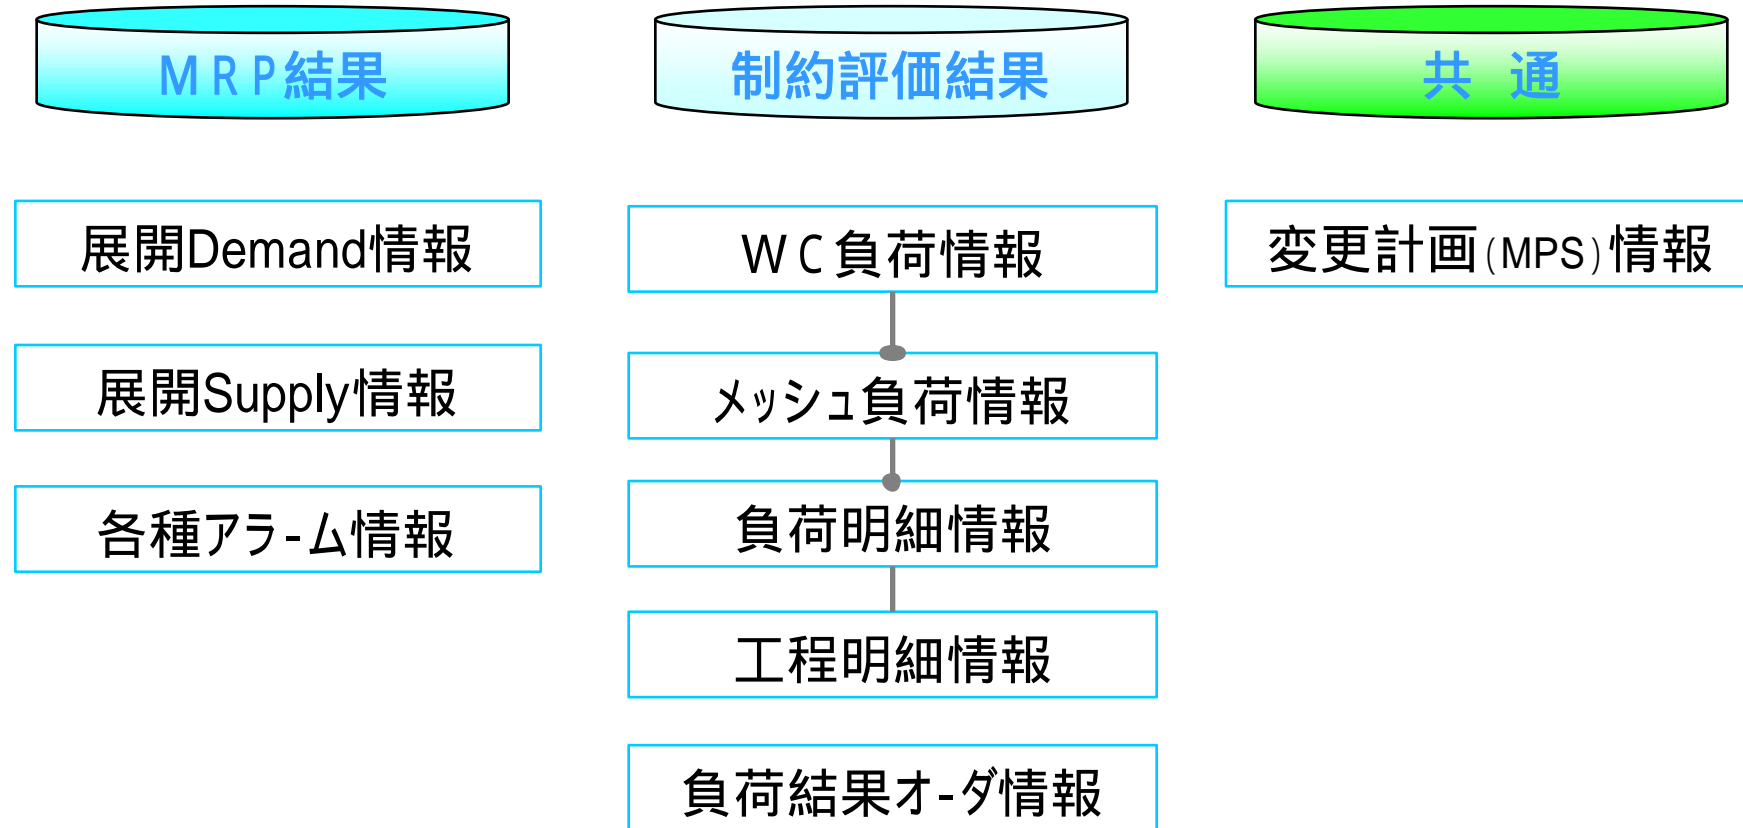 ＭＲＰ結果
制約評価結果
共　通
展開Demand情報
展開Supply情報
各種アラ-ム情報
ＷＣ負荷情報
メッシュ負荷情報
負荷明細情報
工程明細情報
負荷結果オ-ダ情報
変更計画(MPS)情報